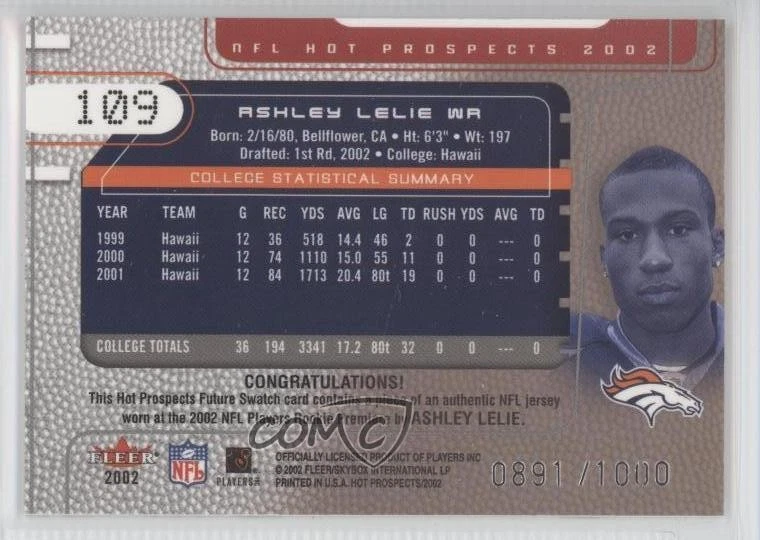 NFL HOT PROSPECTS 2002
109
ASHLEY LELIE WR
Born: 2/16/80, Bellflower, CA • Ht: 6'3" • Wt: 197
Drafted: 1st Rd, 2002 • College: Hawaii
COLLEGE STATISTICAL SUMMARY
YEAR TEAM G REC YDS AVG LG TD RUSH YDS AVG TD
1999 Hawaii 12 36 518 14.4 46 2 0 0 --- 0
2000 Hawaii 12 74 1110 15.0 55 11 0 0 --- 0
2001 Hawaii 12 84 1713 20.4 80t 19 0 0 --- 0
COLLEGE TOTALS 36 194 3341 17.2 80t 32 0 0 --- 0
CONGRATULATIONS!
This Hot Prospects Future Swatch card contains a piece of an authentic NFL jersey
worn at the 2002 NFL Players Rookie Premiere by ASHLEY LELIE.
COMC
FLEER
2002
NFL
PLAYERS INC
OFFICIALLY LICENSED PRODUCT OF PLAYERS INC
© 2002 FLEER/SKYBOX INTERNATIONAL LP
PRINTED IN U.S.A. HOT PROSPECTS/2002
0891 /1000